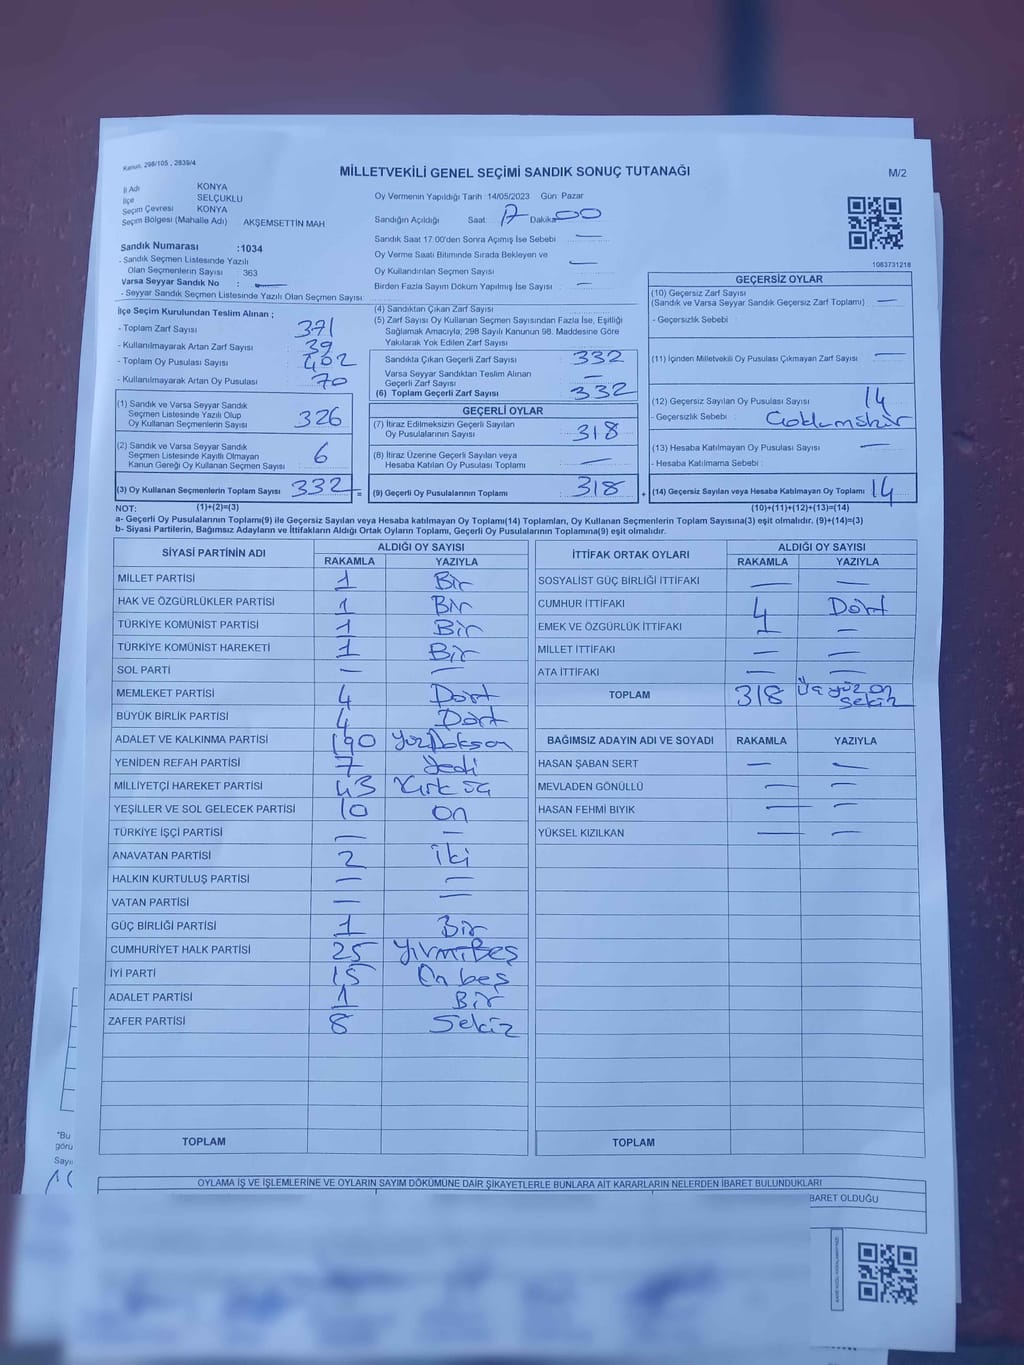 Kanun, 298/105 , 2839/4
MİLLETVEKİLİ GENEL SEÇİMİ SANDIK SONUÇ TUTANAĞI
M/2
İl Adı KONYA
İlçe SELÇUKLU
Seçim Çevresi KONYA
Seçim Bölgesi (Mahalle Adı) AKŞEMSETTİN MAH
Oy Vermenin Yapıldığı Tarih 14/05/2023 Gün: Pazar
Sandığın Açıldığı Saat 17 Dakika 00
Sandık Saat 17:00'den Sonra Açımış İse Sebebi —
Oy Verme Saati Bitiminde Sırada Bekleyen ve
Oy Kullandırılan Seçmen Sayısı —
Birden Fazla Sayım Döküm Yapılmış İse Sayısı —
1083731218
Sandık Numarası :1034
- Sandık Seçmen Listesinde Yazılı
Olan Seçmenlerin Sayısı : 363
Varsa Seyyar Sandık No : —
- Seyyar Sandık Seçmen Listesinde Yazılı Olan Seçmen Sayısı
İlçe Seçim Kurulundan Teslim Alınan ;
- Toplam Zarf Sayısı 371
- Kullanılmayarak Artan Zarf Sayısı 39
- Toplam Oy Pusulası Sayısı 402
- Kullanılmayarak Artan Oy Pusulası 70
(1) Sandık ve Varsa Seyyar Sandık
Seçmen Listesinde Yazılı Olup
Oy Kullanan Seçmen Sayısı 326
(2) Sandık ve Varsa Seyyar Sandık
Seçmen Listesinde Kayıtlı Olmayan
Kanun Gereği Oy Kullanan Seçmen Sayısı : 6
(3) Oy Kullanan Seçmenlerin Toplam Sayısı 332 =
(4) Sandıktan Çıkan Zarf Sayısı
(5) Zarf Sayısı Oy Kullanan Seçmen Sayısından Fazla İse, Eşitliği
Sağlamak Amacıyla; 298 Sayılı Kanunun 98. Maddesine Göre
Yakılarak Yok Edilen Zarf Sayısı
Sandıkta Çıkan Geçerli Zarf Sayısı : 332
Varsa Seyyar Sandıktan Teslim Alınan
Geçerli Zarf Sayısı —
(6) Toplam Geçerli Zarf Sayısı : 332
GEÇERLİ OYLAR
(7) İtiraz Edilmeksizin Geçerli Sayılan
Oy Pusulalarının Sayısı : 318
(8) İtiraz Üzerine Geçerli Sayılan veya
Hesaba Katılan Oy Pusulası Toplamı —
(9) Geçerli Oy Pusulalarının Toplamı : 318 +
GEÇERSİZ OYLAR
(10) Geçersiz Zarf Sayısı
(Sandık ve Varsa Seyyar Sandık Geçersiz Zarf Toplamı) —
- Geçersizlik Sebebi :
(11) İçinden Milletvekili Oy Pusulası Çıkmayan Zarf Sayısı —
(12) Geçersiz Sayılan Oy Pusulası Sayısı 14
- Geçersizlik Sebebi :
(13) Hesaba Katılmayan Oy Pusulası Sayısı —
- Hesaba Katılmama Sebebi :
(14) Geçersiz Sayılan veya Hesaba Katılmayan Oy Toplamı : 14
NOT: (1)+(2)=(3)
(10)+(11)+(12)+(13)=(14)
a- Geçerli Oy Pusulalarının Toplamı(9) ile Geçersiz Sayılan veya Hesaba katılmayan Oy Toplamı(14) Toplamları, Oy Kullanan Seçmenlerin Toplam Sayısına(3) eşit olmalıdır. (9)+(14)=(3)
b- Siyasi Partilerin, Bağımsız Adayların ve İttifakların Aldığı Ortak Oyların Toplamı, Geçerli Oy Pusulalarının Toplamına(9) eşit olmalıdır.
SİYASİ PARTİNİN ADI ALDIĞI OY SAYISI
RAKAMLA YAZIYLA
MİLLET PARTİSİ 1 Bir
HAK VE ÖZGÜRLÜKLER PARTİSİ 1 Bir
TÜRKİYE KOMÜNİST PARTİSİ 1 Bir
TÜRKİYE KOMÜNİST HAREKETİ 1 Bir
SOL PARTİ — —
MEMLEKET PARTİSİ 4 Dört
BÜYÜK BİRLİK PARTİSİ 4 Dört
ADALET VE KALKINMA PARTİSİ 190 YüzDoksan
YENİDEN REFAH PARTİSİ 7 Yedi
MİLLİYETÇİ HAREKET PARTİSİ 43 Kırk üç
YEŞİLLER VE SOL GELECEK PARTİSİ 10 on
TÜRKİYE İŞÇİ PARTİSİ — —
ANAVATAN PARTİSİ 2 iki
HALKIN KURTULUŞ PARTİSİ — —
VATAN PARTİSİ — —
GÜÇ BİRLİĞİ PARTİSİ 1 Bir
CUMHURİYET HALK PARTİSİ 25 YirmiBeş
İYİ PARTİ 15 On beş
ADALET PARTİSİ 1 Bir
ZAFER PARTİSİ 8 Sekiz
TOPLAM
İTTİFAK ORTAK OYLARI ALDIĞI OY SAYISI
RAKAMLA YAZIYLA
SOSYALİST GÜÇ BİRLİĞİ İTTİFAKI — —
CUMHUR İTTİFAKI 4 Dört
EMEK VE ÖZGÜRLÜK İTTİFAKI — —
MİLLET İTTİFAKI — —
ATA İTTİFAKI — —
TOPLAM 318 Üç yüz on sekiz
BAĞIMSIZ ADAYIN ADI VE SOYADI RAKAMLA YAZIYLA
HASAN ŞABAN SERT — —
MEVLADEN GÖNÜLLÜ — —
HASAN FEHMİ BIYIK — —
YÜKSEL KIZILKAN — —
TOPLAM
*Bu
görü
Sayı
OYLAMA İŞ VE İŞLEMLERİNE VE OYLARIN SAYIM DÖKÜMÜNE DAİR ŞİKAYETLERLE BUNLARA AİT KARARLARIN NELERDEN İBARET BULUNDUKLARI
BARET OLDUĞU